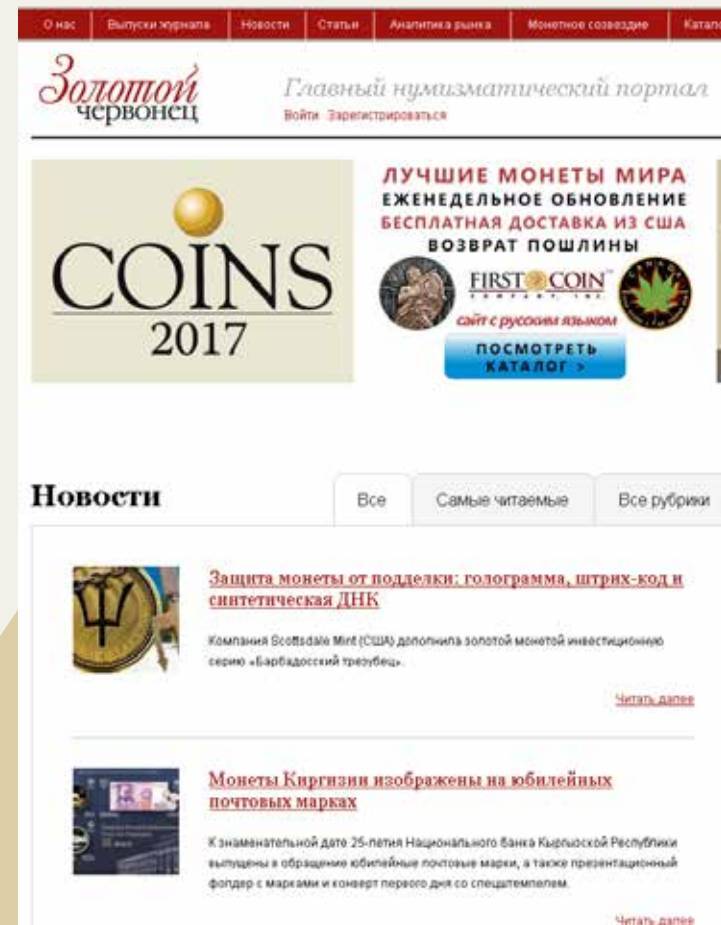 О нас Выпуски журнала Новости Статьи Аналитика рынка Монетное созвездие
Золотой
червонец
Главный нумизматический портал
Войти Зарегистрироваться
COINS
2017
ЛУЧШИЕ МОНЕТЫ МИРА
ЕЖЕНЕДЕЛЬНОЕ ОБНОВЛЕНИЕ
БЕСПЛАТНАЯ ДОСТАВКА ИЗ США
ВОЗВРАТ ПОШЛИНЫ
FIRST COIN
COMPANY, INC.
CANADA
сайт с русским языком
ПОСМОТРЕТЬ
КАТАЛОГ >
Новости
Все Самые читаемые Все рубрики
Защита монеты от подделки: голограмма, штрих-код и
синтетическая ДНК
Компания Scottsdale Mint (США) дополнила золотой монетой инвестиционную
серию «Барбадосский трезубец».
Читать далее
Монеты Киргизии изображены на юбилейных
почтовых марках
К знаменательной дате 25-летия Национального банка Кыргызской Республики
выпущены в обращение юбилейные почтовые марки, а также презентационный
фолдер с марками и конверт первого дня со спецштемпелем.
Читать далее